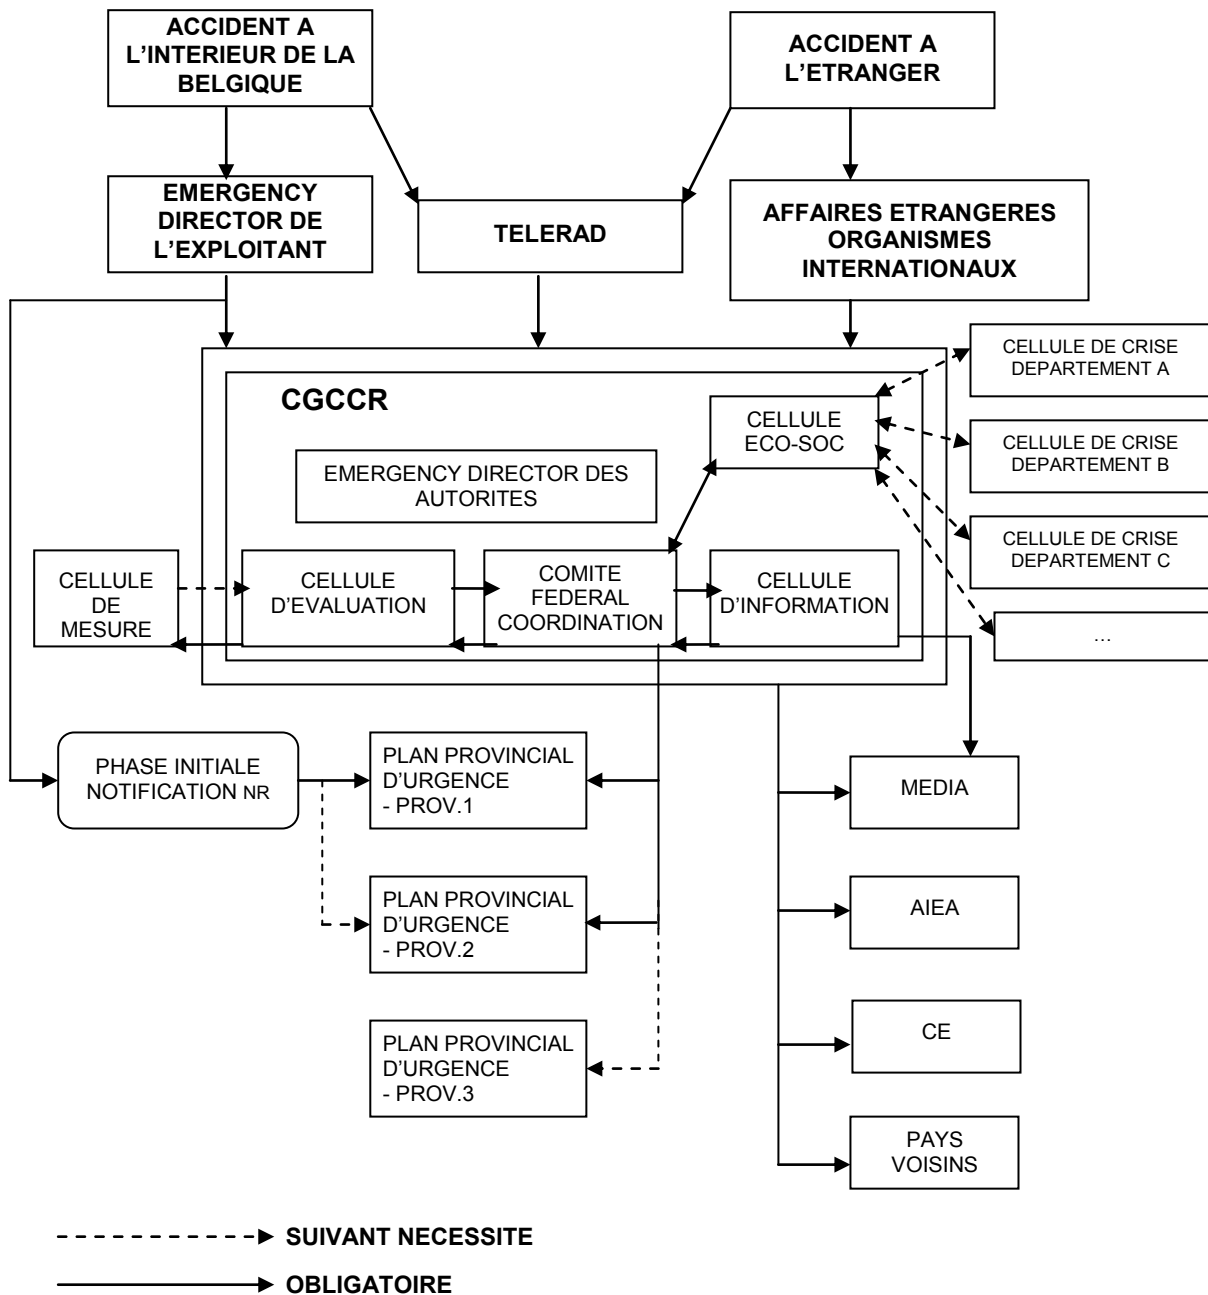 ACCIDENT A
L'INTERIEUR DE LA
BELGIQUE
ACCIDENT A
L'ETRANGER
EMERGENCY
DIRECTOR DE
L'EXPLOITANT
TELERAD
AFFAIRES ETRANGERES
ORGANISMES
INTERNATIONAUX
CGCCR
CELLULE
ECO-SOC
EMERGENCY DIRECTOR DES
AUTORITES
CELLULE DE CRISE
DEPARTEMENT A
CELLULE DE CRISE
DEPARTEMENT B
CELLULE DE CRISE
DEPARTEMENT C
...
CELLULE
DE
MESURE
CELLULE
D'EVALUATION
COMITE
FEDERAL
COORDINATION
CELLULE
D'INFORMATION
PHASE INITIALE
NOTIFICATION NR
PLAN PROVINCIAL
D'URGENCE
- PROV.1
PLAN PROVINCIAL
D'URGENCE
- PROV.2
PLAN PROVINCIAL
D'URGENCE
- PROV.3
MEDIA
AIEA
CE
PAYS
VOISINS
SUIVANT NECESSITE
OBLIGATOIRE